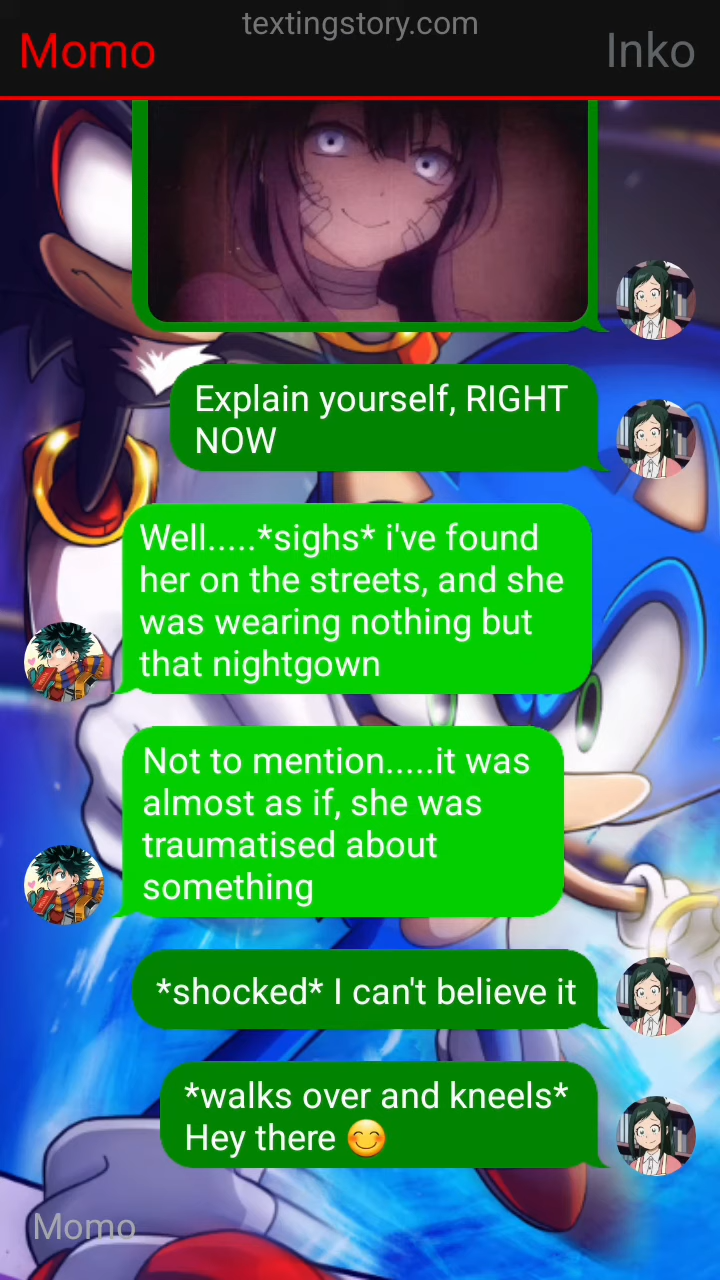 textingstory.com
Momo
Inko
Explain yourself, RIGHT
NOW
Well.....*sighs* i've found
her on the streets, and she
was wearing nothing but
that nightgown
Not to mention.....it was
almost as if, she was
traumatised about
something
*shocked* I can't believe it
*walks over and kneels*
Hey there 😊
Momo